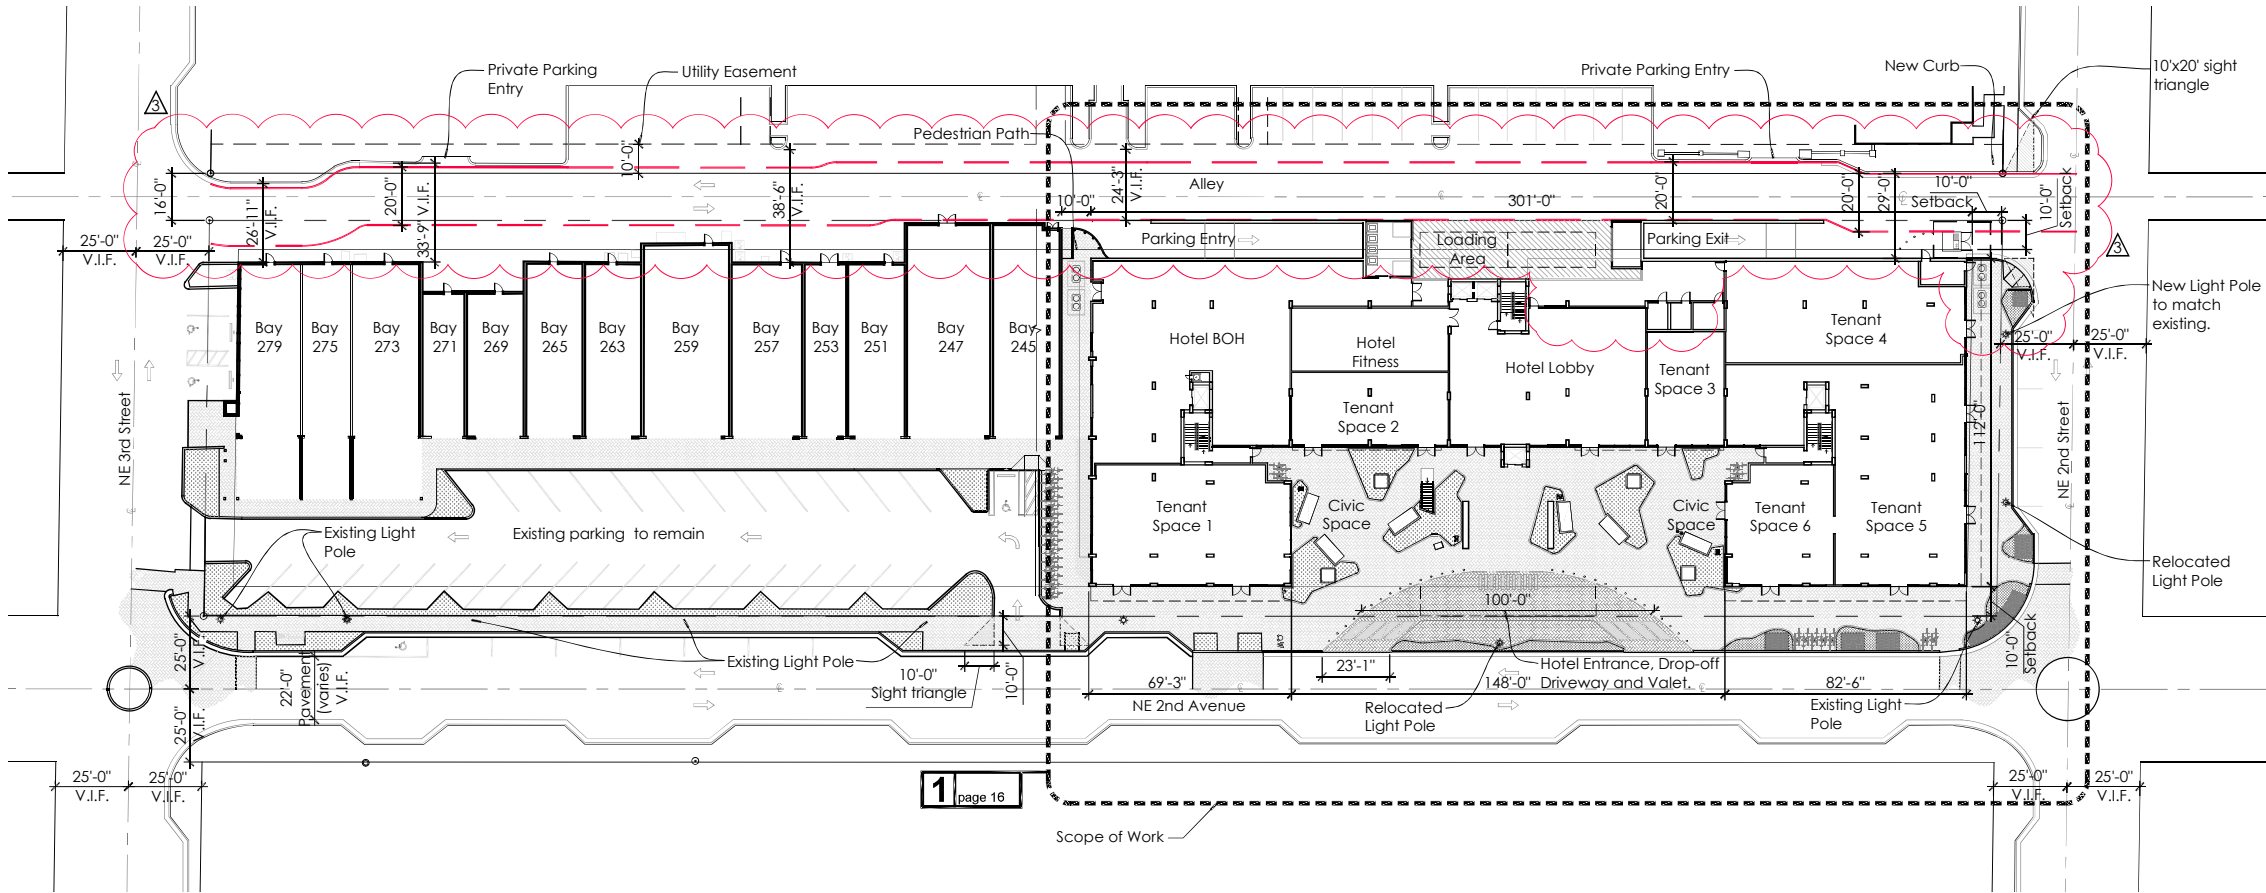 Private Parking
Entry
Utility Easement
Private Parking Entry
New Curb
10'x20' sight
triangle
3
Pedestrian Path
Alley
16'-0"
26'-11"
V.I.F.
20'-0"
33'-9" V.I.F.
10'-0"
38'-6"
V.I.F.
24'-3"
V.I.F.
10'-0"
301'-0"
20'-0"
20'-0"
29'-0"
10'-0"
Setback
10'-0"
Setback
25'-0"
V.I.F.
25'-0"
V.I.F.
Parking Entry
Loading
Area
Parking Exit
3
New Light Pole
to match
existing.
25'-0"
V.I.F.
25'-0"
V.I.F.
Bay
279
Bay
275
Bay
273
Bay
271
Bay
269
Bay
265
Bay
263
Bay
259
Bay
257
Bay
253
Bay
251
Bay
247
Bay
245
Hotel BOH
Hotel
Fitness
Hotel Lobby
Tenant
Space 3
Tenant
Space 4
Tenant
Space 2
112'-0"
NE 3rd Street
NE 2nd Street
Tenant
Space 1
Civic
Space
Civic
Space
Tenant
Space 6
Tenant
Space 5
Existing Light
Pole
Existing parking to remain
Relocated
Light Pole
100'-0"
25'-0"
V.I.F.
25'-0"
V.I.F.
22'-0"
Pavement
(varies)
V.I.F.
Existing Light Pole
10'-0"
Sight triangle
10'-0"
23'-1"
Hotel Entrance, Drop-off
Driveway and Valet.
69'-3"
148'-0"
82'-6"
10'-0"
Setback
NE 2nd Avenue
Relocated
Light Pole
Existing Light
Pole
25'-0"
V.I.F.
25'-0"
V.I.F.
1
page 16
25'-0"
V.I.F.
25'-0"
V.I.F.
Scope of Work